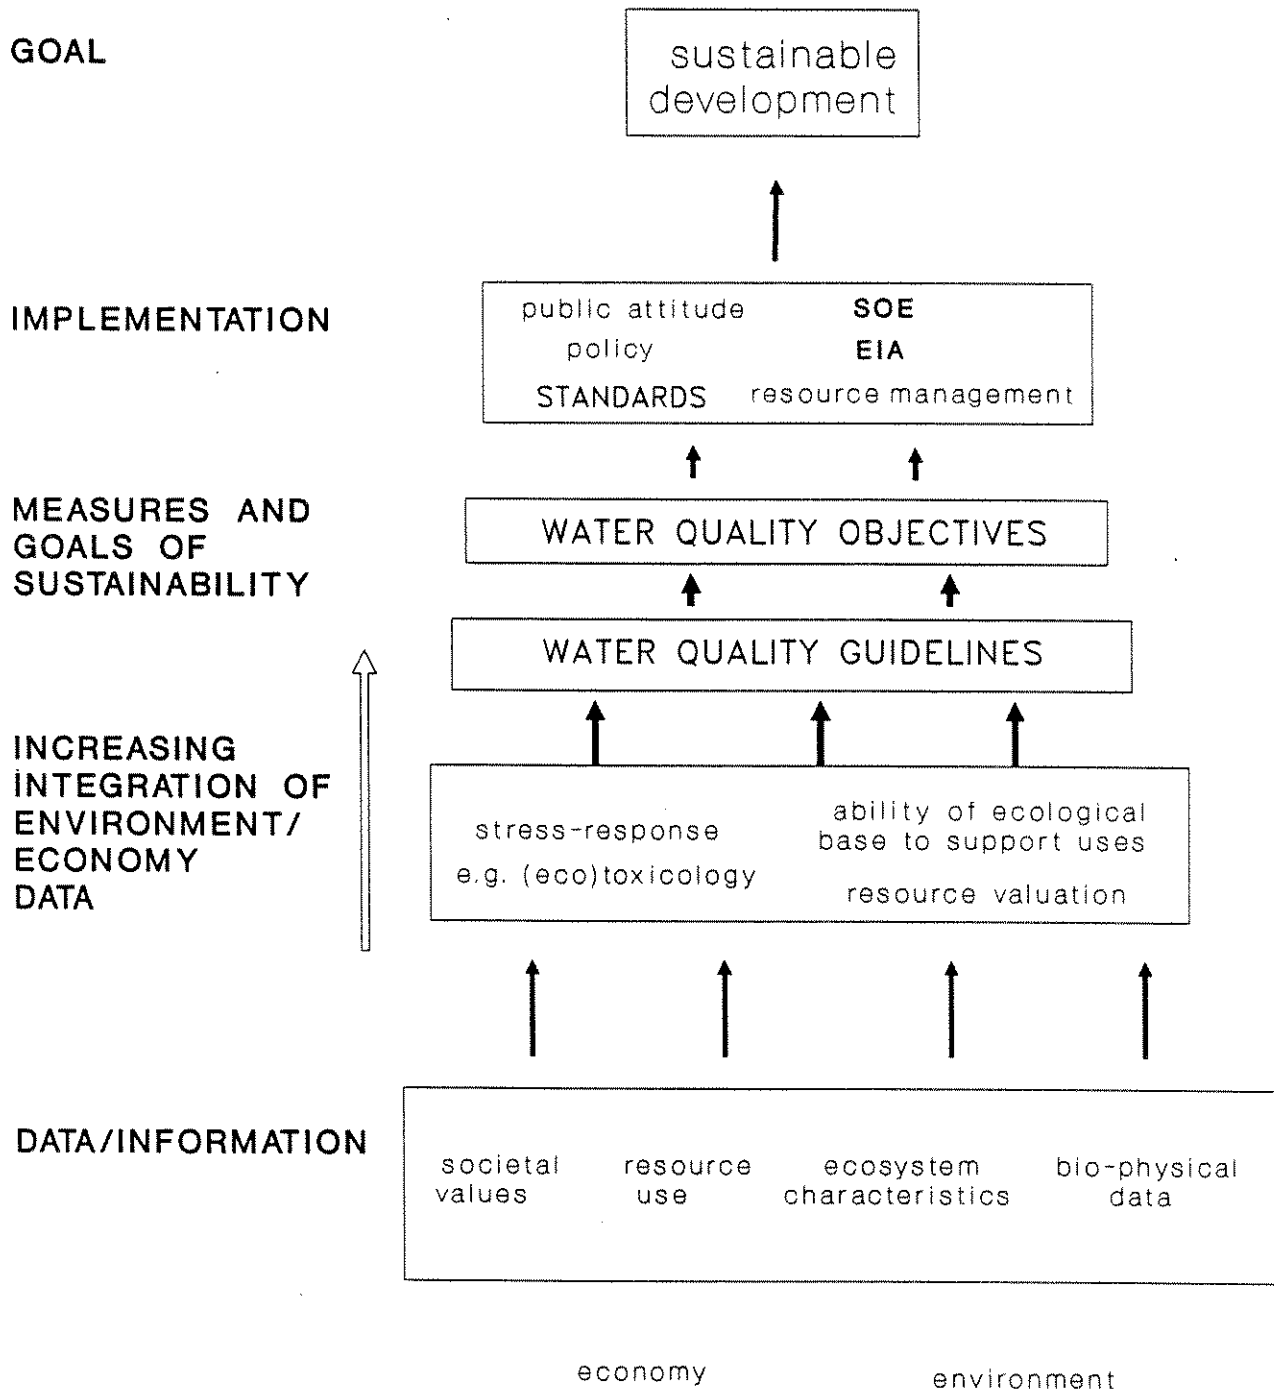 GOAL
sustainable
development
IMPLEMENTATION
public attitude SOE
policy EIA
STANDARDS resource management
MEASURES AND
GOALS OF
SUSTAINABILITY
WATER QUALITY OBJECTIVES
WATER QUALITY GUIDELINES
INCREASING
INTEGRATION OF
ENVIRONMENT/
ECONOMY
DATA
stress-response
e.g. (eco)toxicology
ability of ecological
base to support uses
resource valuation
DATA/INFORMATION
societal
values
resource
use
ecosystem
characteristics
bio-physical
data
economy
environment